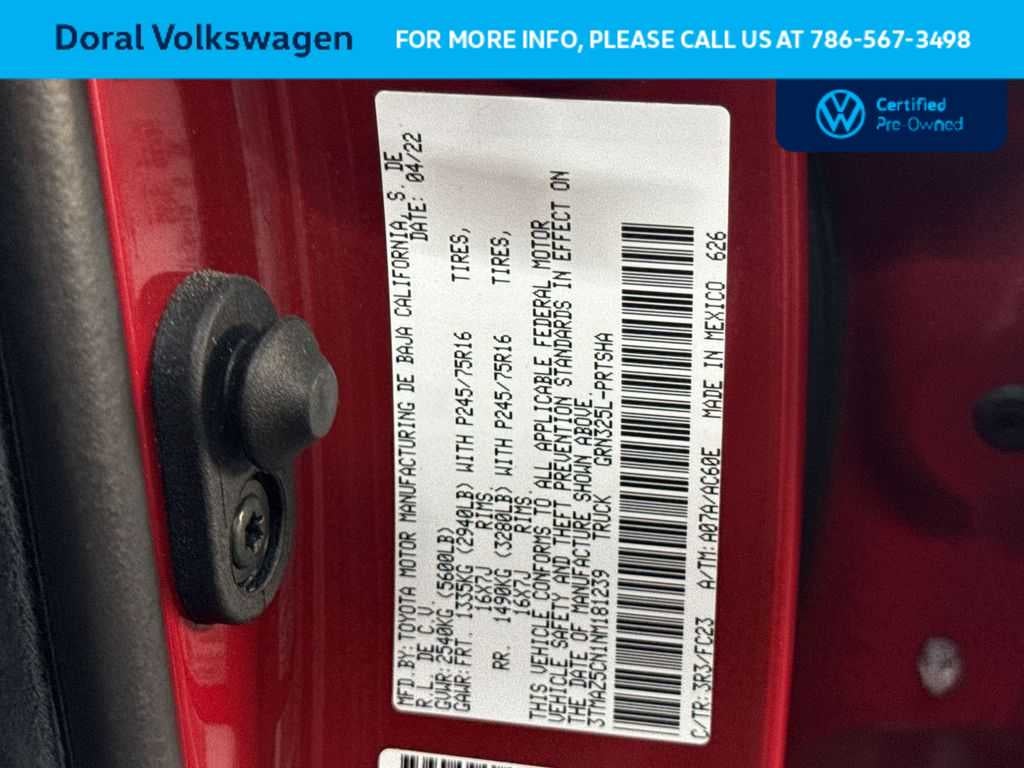 Doral Volkswagen
FOR MORE INFO, PLEASE CALL US AT 786-567-3498
Certified
Pre-Owned
MFD.BY:TOYOTA MOTOR MANUFACTURING DE BAJA CALIFORNIA, S. DE
R.L. DE C.V. DATE: 04/22
GVWR:2540KG (5600LB)
GAWR:FRT. 1335KG (2940LB) WITH P245/75R16 TIRES,
16X7J RIMS,
RR. 1490KG (3280LB) WITH P245/75R16 TIRES,
16X7J RIMS.
THIS VEHICLE CONFORMS TO ALL APPLICABLE FEDERAL MOTOR
VEHICLE SAFETY AND THEFT PREVENTION STANDARDS IN EFFECT ON
THE DATE OF MANUFACTURE SHOWN ABOVE.
3TMAZ5CN1NM181239 TRUCK GRN325L-PRTSHA
C/TR:3R3/FC23 A/TM:A07A/AC60E MADE IN MEXICO 626